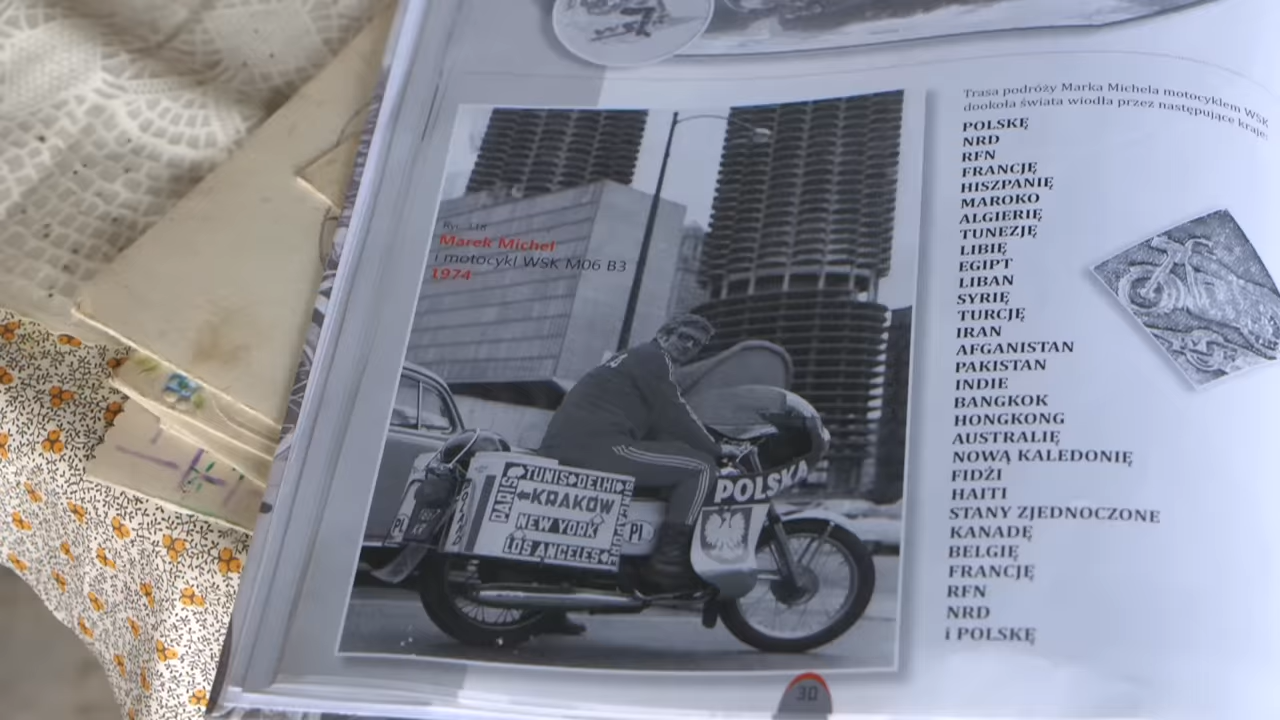 Ryc. 118
Marek Michel
i motocykl WSK M06 B3
1974
TUNIS DELHI
PARIS
KRAKÓW
NEW YORK
LOS ANGELES
SINGAPORE
PL
PL
POLSKA
Trasa podróży Marka Michela motocyklem WSK
dookoła świata wiodła przez następujące kraje:
POLSKĘ
NRD
RFN
FRANCJĘ
HISZPANIĘ
MAROKO
ALGIERIĘ
TUNEZJĘ
LIBIĘ
EGIPT
LIBAN
SYRIĘ
TURCJĘ
IRAN
AFGANISTAN
PAKISTAN
INDIE
BANGKOK
HONGKONG
AUSTRALIĘ
NOWĄ KALEDONIĘ
FIDŻI
HAITI
STANY ZJEDNOCZONE
KANADĘ
BELGIĘ
FRANCJĘ
RFN
NRD
i POLSKĘ
30